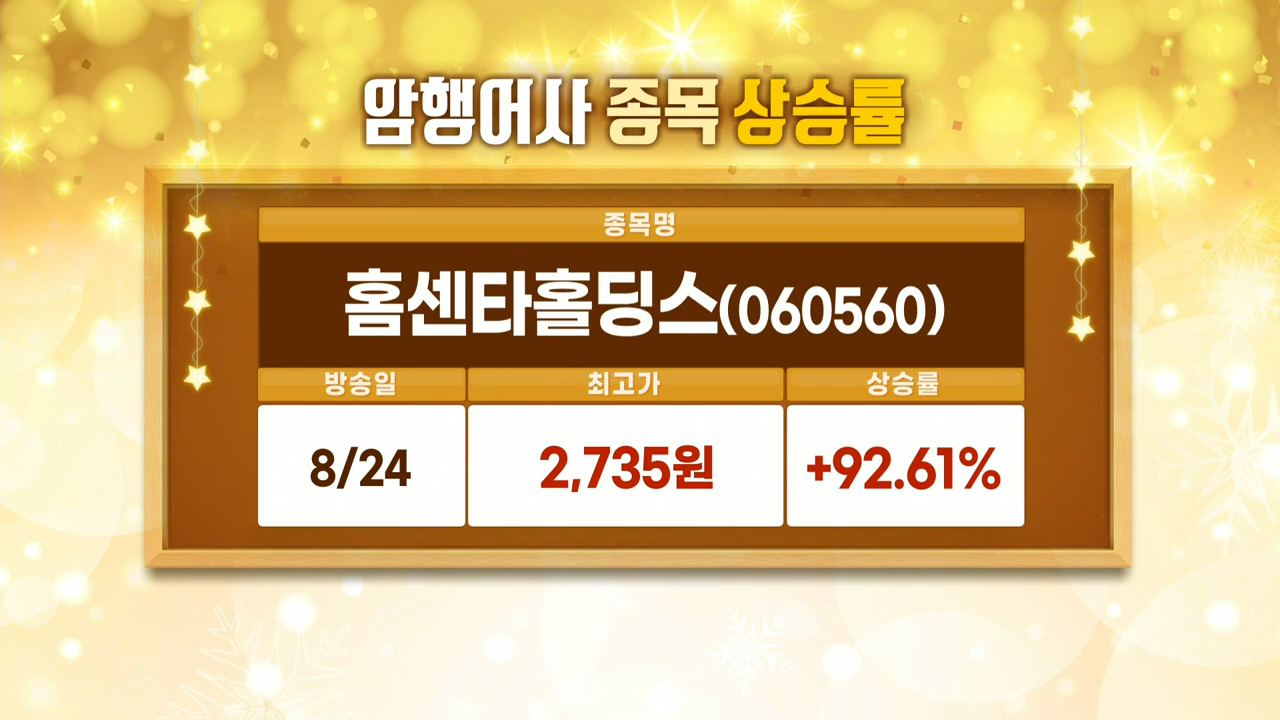 암행어사 종목 상승률
종목명
홈센타홀딩스(060560)
방송일 최고가 상승률
8/24 2,735원 +92.61%